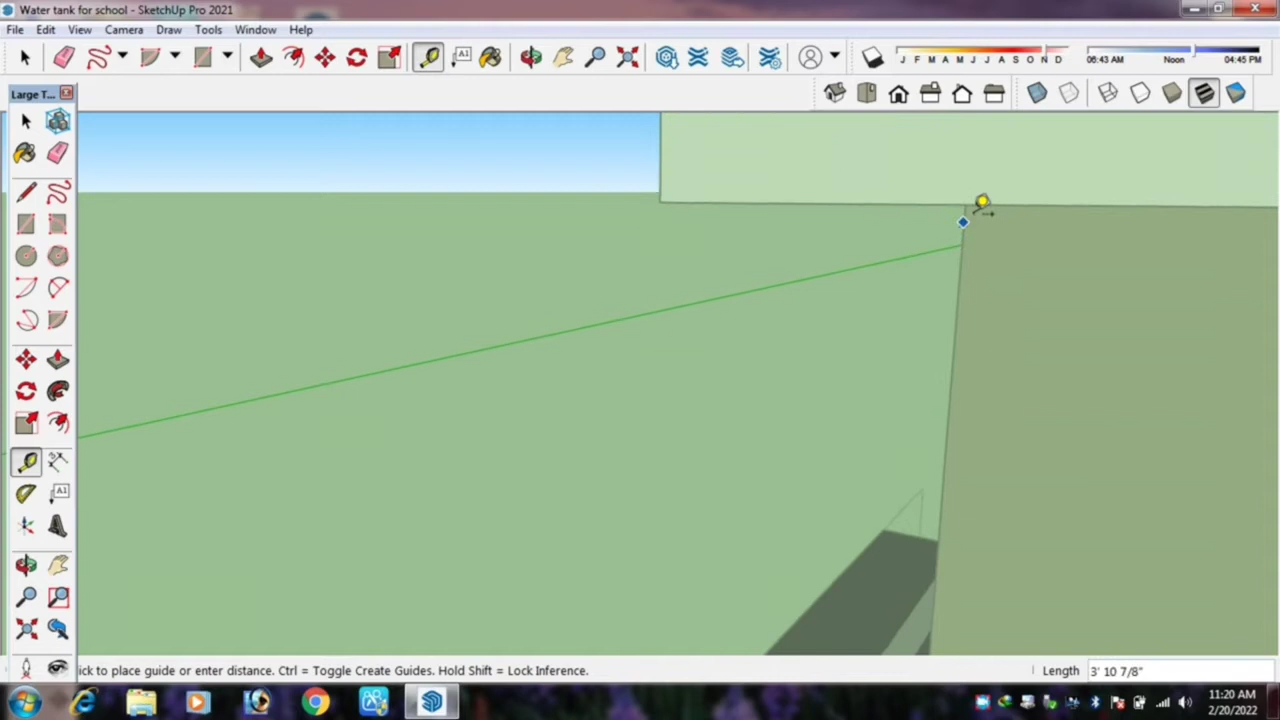 Water tank for school - SketchUp Pro 2021
File Edit View Camera Draw Tools Window Help
A1
J F M A M J J A S O N D
06:43 AM Noon 04:45 PM
Large T...
A1
ick to place guide or enter distance. Ctrl = Toggle Create Guides. Hold Shift = Lock Inference.
Length 3' 10 7/8"
11:20 AM
2/20/2022